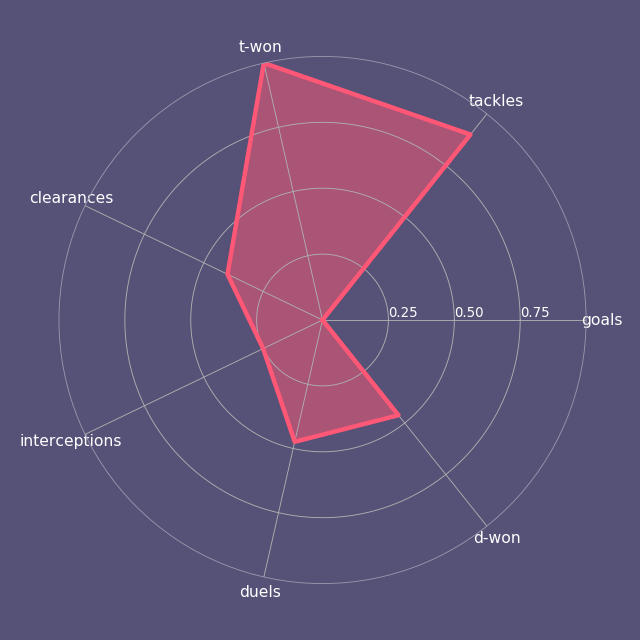 t-won
tackles
clearances
0.25
0.50
0.75
goals
interceptions
d-won
duels